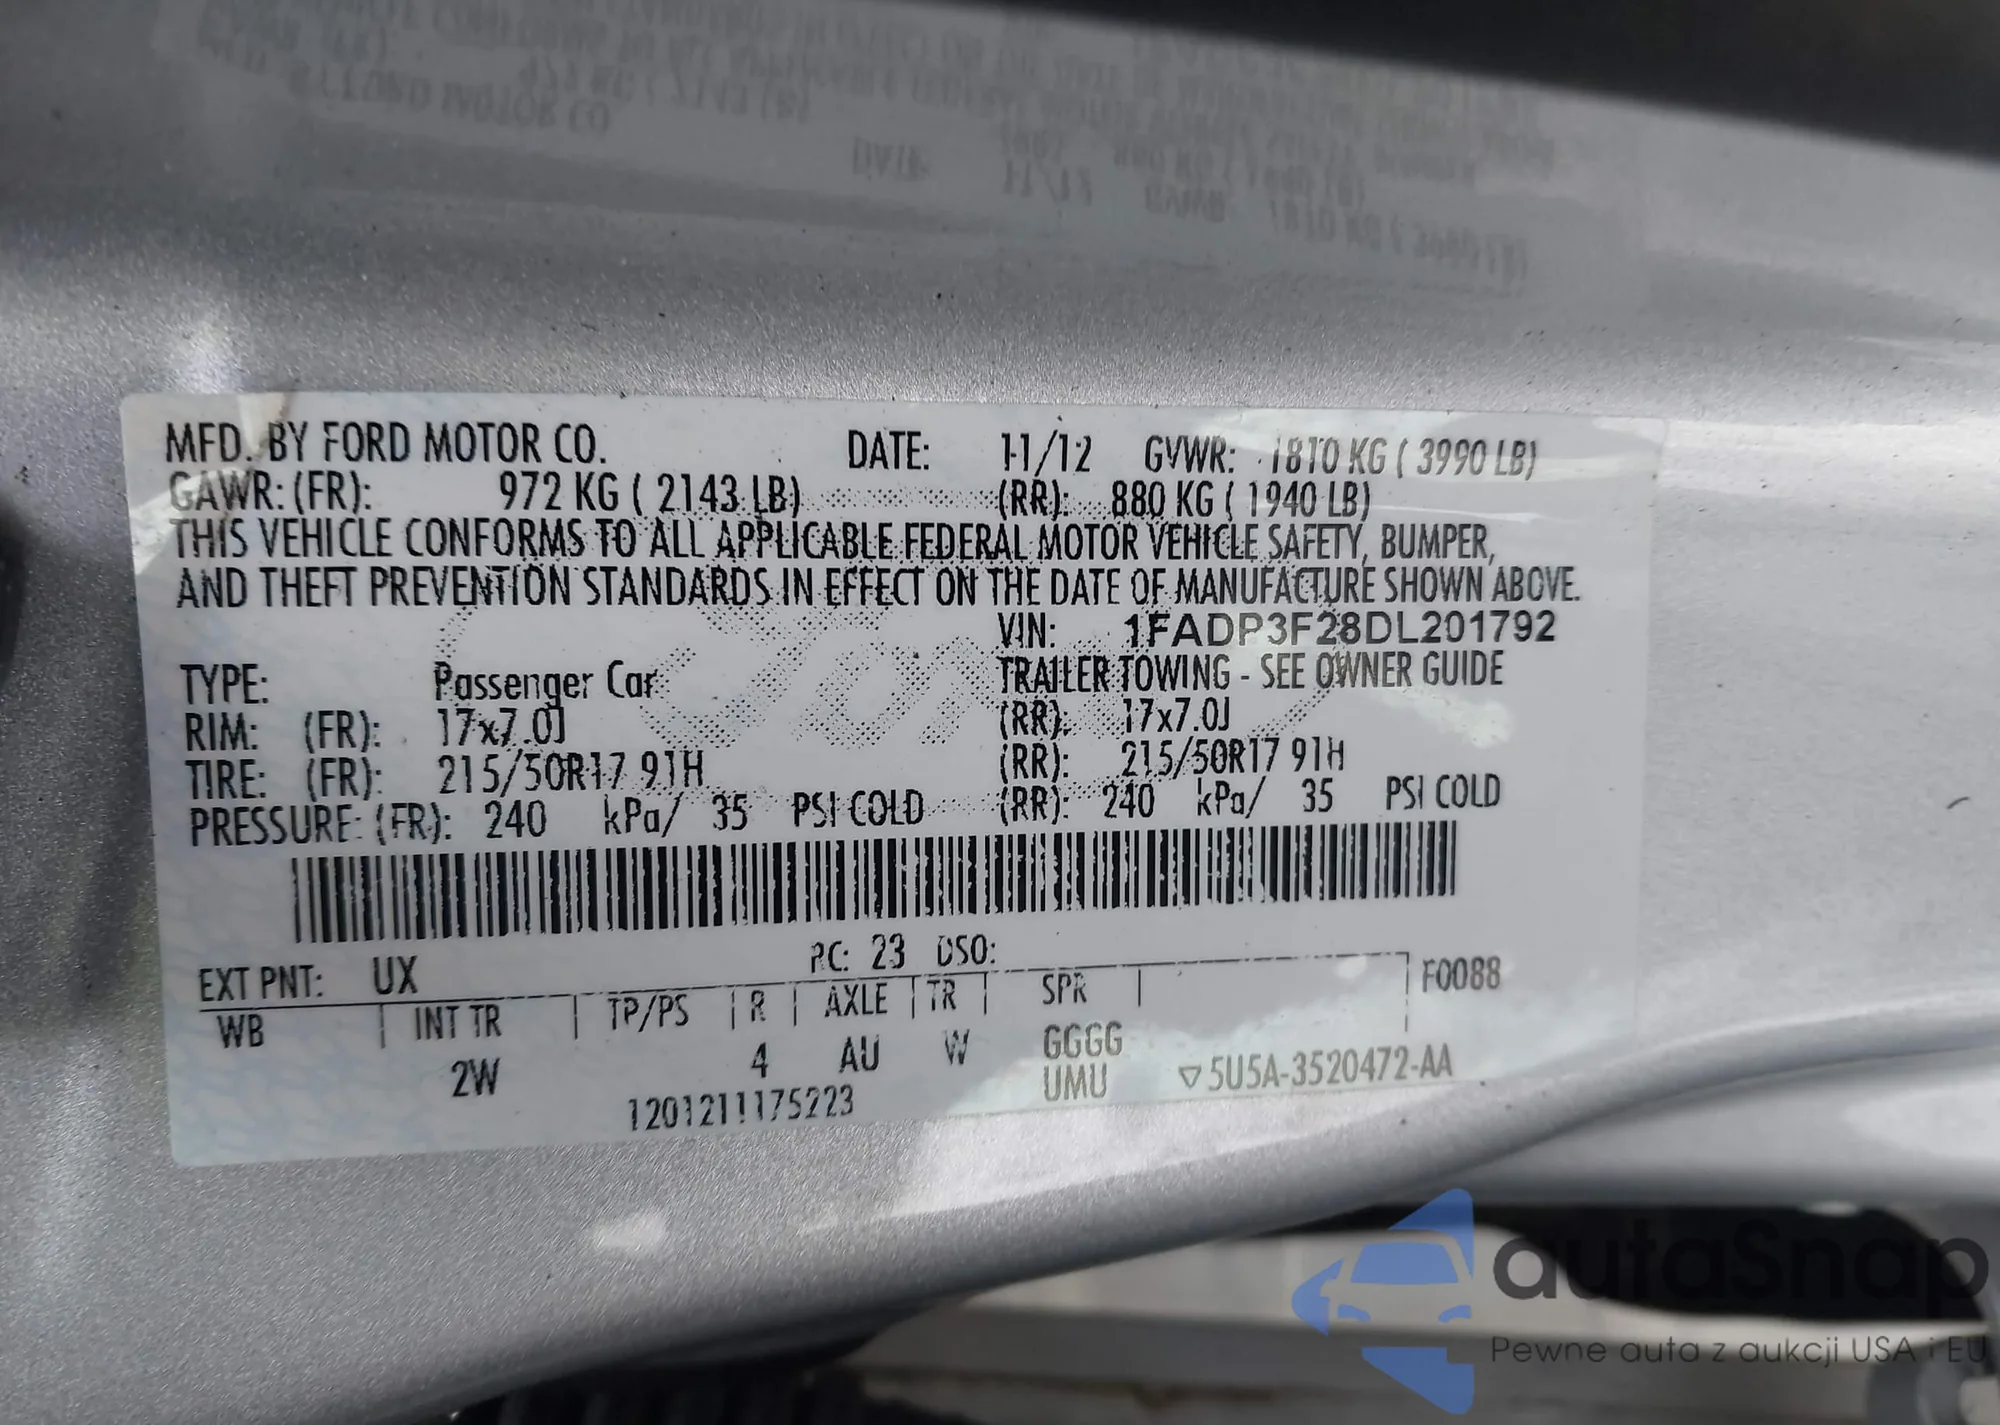 MFD. BY FORD MOTOR CO. DATE: 11/12 GVWR: 1810 KG ( 3990 LB)
GAWR: (FR): 972 KG ( 2143 LB) (RR): 880 KG ( 1940 LB)
THIS VEHICLE CONFORMS TO ALL APPLICABLE FEDERAL MOTOR VEHICLE SAFETY, BUMPER,
AND THEFT PREVENTION STANDARDS IN EFFECT ON THE DATE OF MANUFACTURE SHOWN ABOVE.
VIN: 1FADP3F28DL201792
TYPE: Passenger Car TRAILER TOWING - SEE OWNER GUIDE
RIM: (FR): 17x7.0J (RR): 17x7.0J
TIRE: (FR): 215/50R17 91H (RR): 215/50R17 91H
PRESSURE: (FR): 240 kPa/ 35 PSI COLD (RR): 240 kPa/ 35 PSI COLD
EXT PNT: UX RC: 23 DSO: F0088
WB INT TR TP/PS R AXLE TR SPR
2W 4 AU W GGGG
UMU ▽5U5A-3520472-AA
1201211175223
autoSnap
Pewne auta z aukcji USA i EU